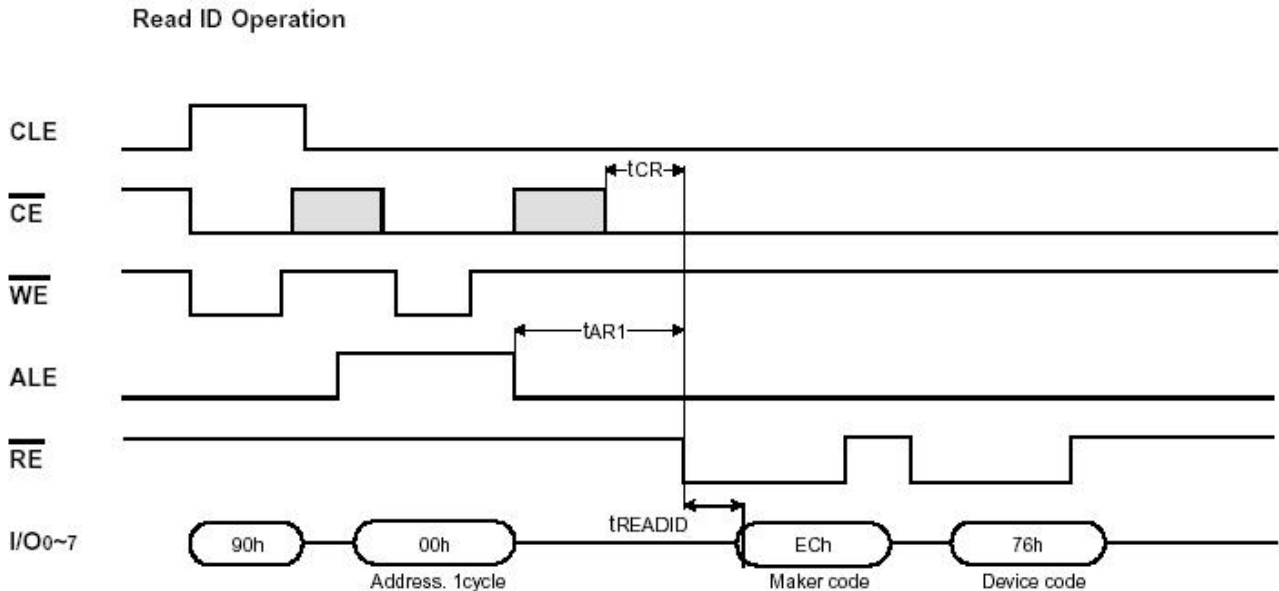 Read ID Operation
CLE
tCR
CE
WE
tAR1
ALE
RE
tREADID
I/O0~7
90h
00h
ECh
76h
Address. 1cycle
Maker code
Device code